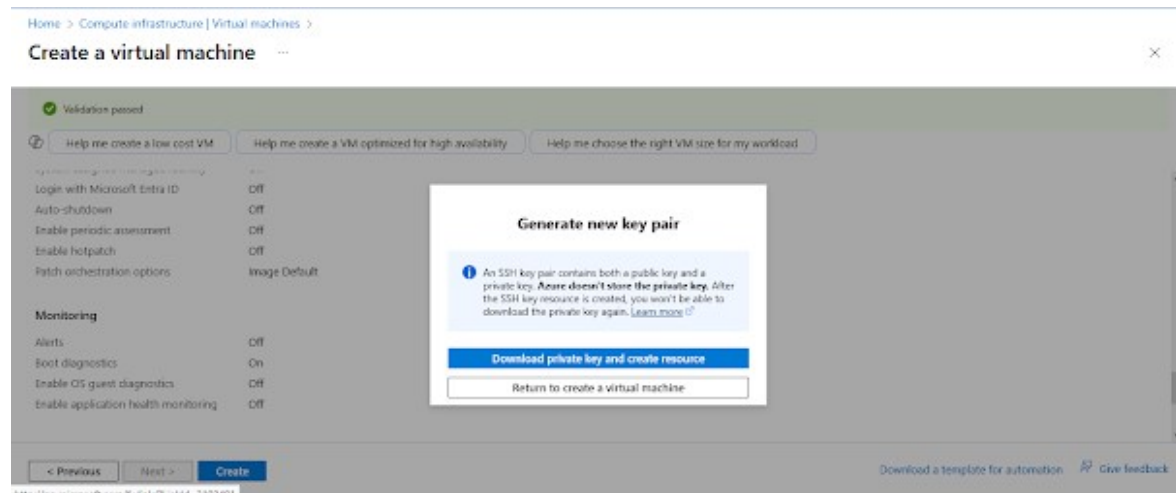 Home > Compute infrastructure | Virtual machines >
Create a virtual machine ...
Validation passed
Help me create a low cost VM
Help me create a VM optimized for high availability
Help me choose the right VM size for my workload
Login with Microsoft Entra ID Off
Auto-shutdown Off
Enable periodic assessment Off
Enable hotpatch Off
Patch orchestration options Image Default
Monitoring
Alerts Off
Boot diagnostics On
Enable OS guest diagnostics Off
Enable application health monitoring Off
Generate new key pair
An SSH key pair contains both a public key and a
private key. Azure doesn't store the private key. After
the SSH key resource is created, you won't be able to
download the private key again. Learn more
Download private key and create resource
Return to create a virtual machine
< Previous
Next >
Create
Download a template for automation
Give feedback